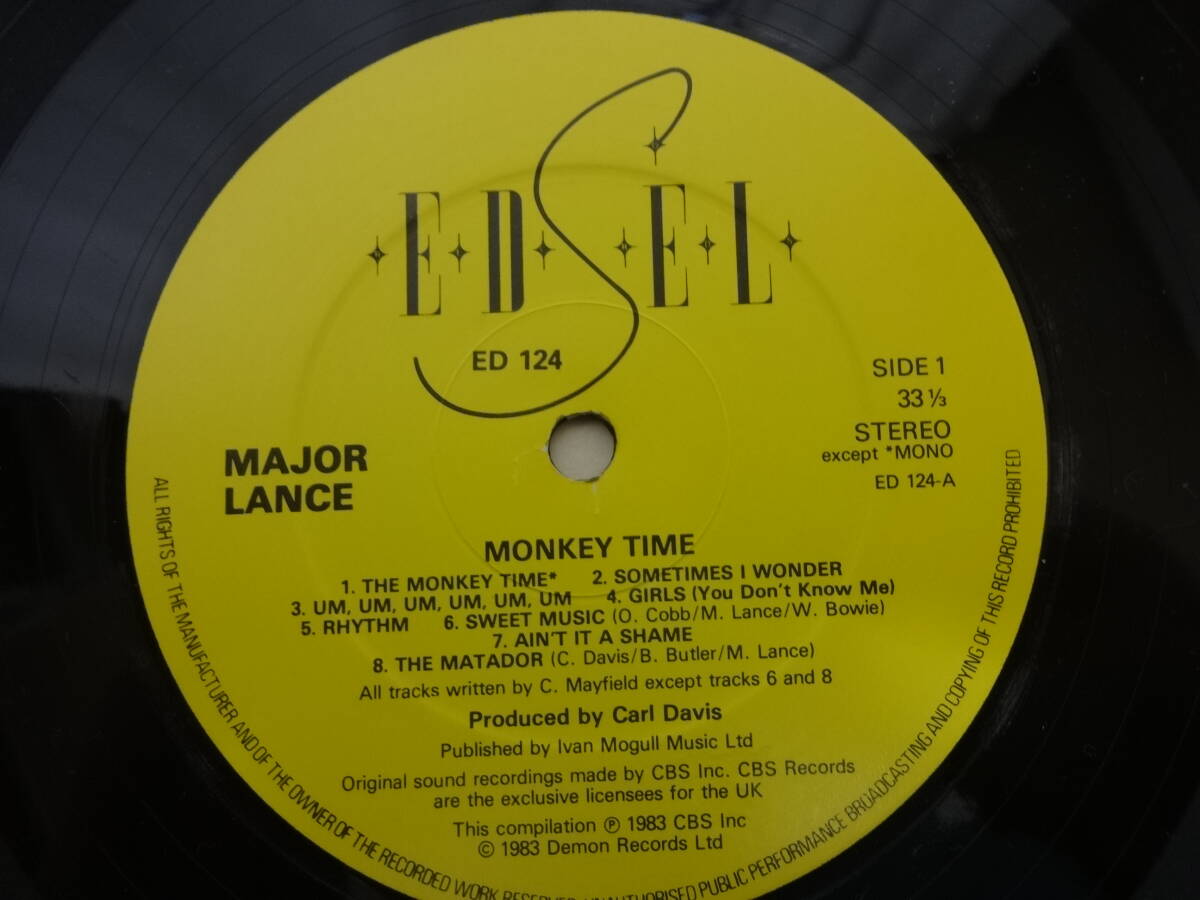 EDSEL
ED 124
SIDE 1
33 ⅓
STEREO
except *MONO
ED 124-A
MAJOR
LANCE
MONKEY TIME
1. THE MONKEY TIME* 2. SOMETIMES I WONDER
3. UM, UM, UM, UM, UM, UM 4. GIRLS (You Don't Know Me)
5. RHYTHM 6. SWEET MUSIC (O. Cobb/M. Lance/W. Bowie)
7. AIN'T IT A SHAME
8. THE MATADOR (C. Davis/B. Butler/M. Lance)
All tracks written by C. Mayfield except tracks 6 and 8
Produced by Carl Davis
Published by Ivan Mogull Music Ltd
Original sound recordings made by CBS Inc. CBS Records
are the exclusive licensees for the UK
This compilation ℗ 1983 CBS Inc
© 1983 Demon Records Ltd
ALL RIGHTS OF THE MANUFACTURER AND OF THE OWNER OF THE RECORDED WORK RESERVED. UNAUTHORISED PUBLIC PERFORMANCE BROADCASTING AND COPYING OF THIS RECORD PROHIBITED